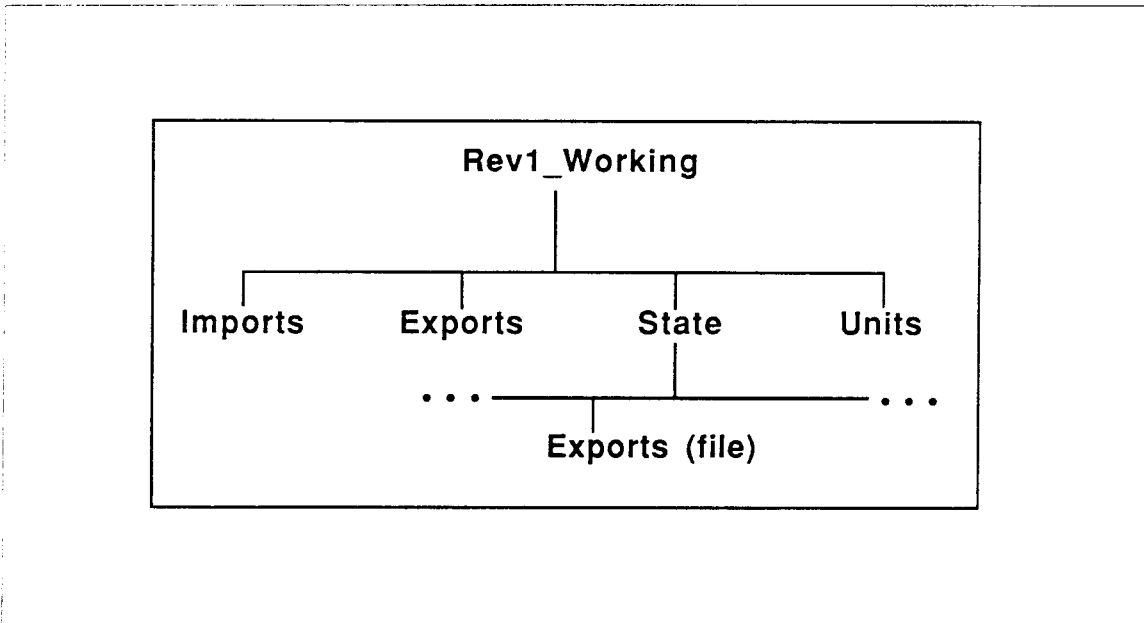 Rev1_Working
Imports Exports State Units
• • • • • •
Exports (file)